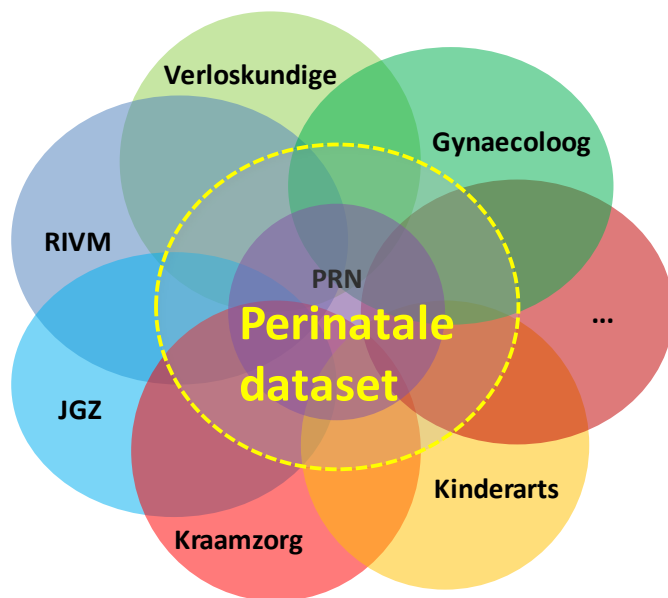 Verloskundige
Gynaecoloog
RIVM
PRN
...
Perinatale
dataset
JGZ
Kinderarts
Kraamzorg